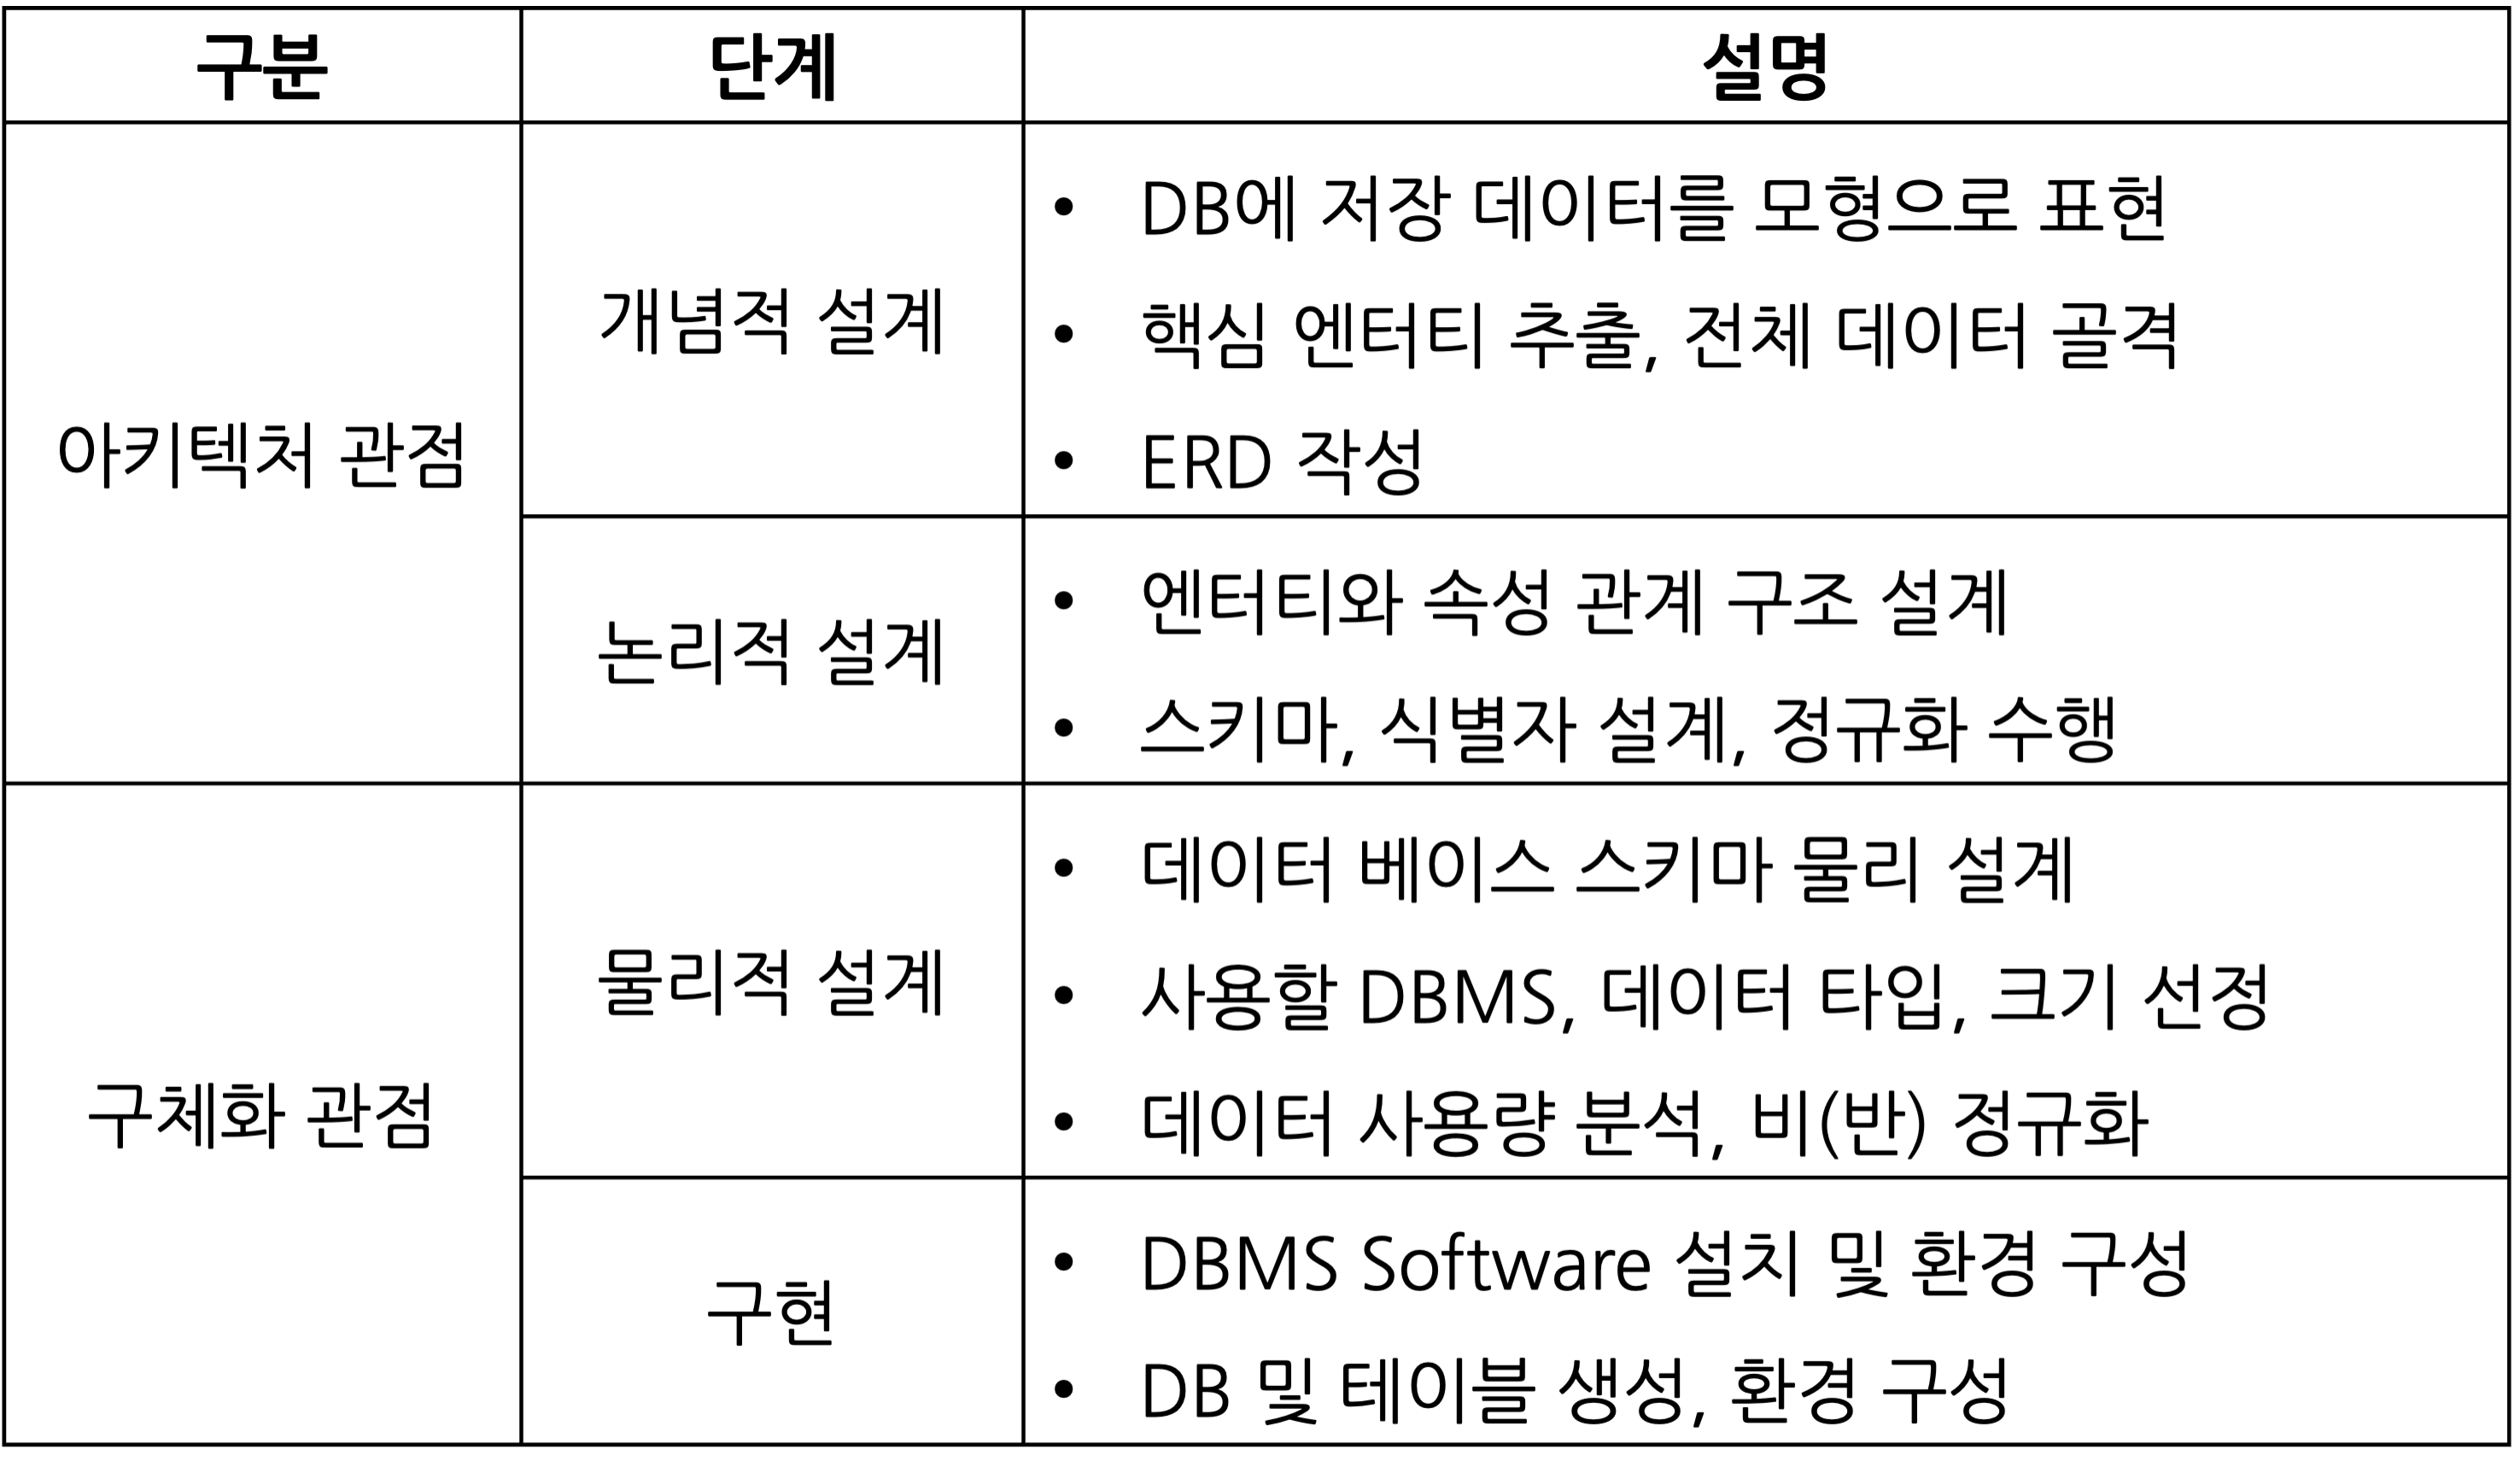 구분 단계 설명
아키텍처 관점
개념적 설계
• DB에 저장 데이터를 모형으로 표현
• 핵심 엔터티 추출, 전체 데이터 골격
• ERD 작성
논리적 설계
• 엔터티와 속성 관계 구조 설계
• 스키마, 식별자 설계, 정규화 수행
구체화 관점
물리적 설계
• 데이터 베이스 스키마 물리 설계
• 사용할 DBMS, 데이터 타입, 크기 선정
• 데이터 사용량 분석, 비(반) 정규화
구현
• DBMS Software 설치 및 환경 구성
• DB 및 테이블 생성, 환경 구성